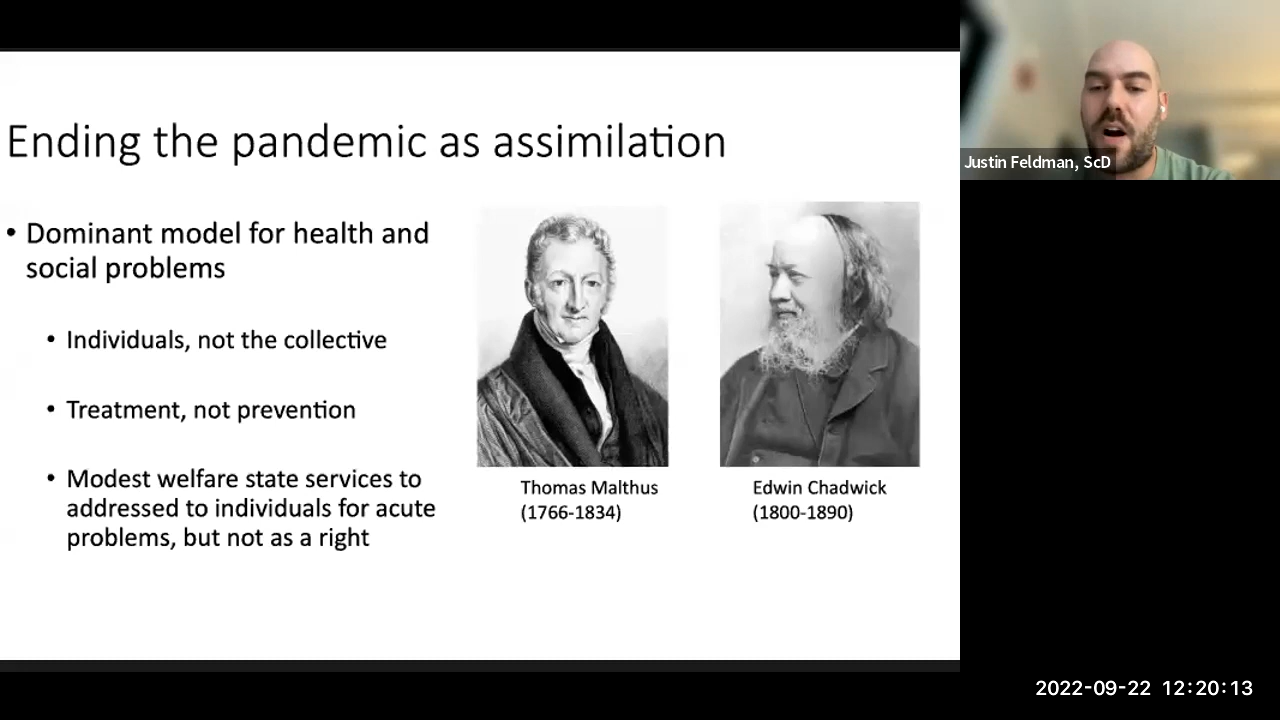 Ending the pandemic as assimilation
• Dominant model for health and
social problems
• Individuals, not the collective
• Treatment, not prevention
• Modest welfare state services to
addressed to individuals for acute
problems, but not as a right
Thomas Malthus
(1766-1834)
Edwin Chadwick
(1800-1890)
Justin Feldman, ScD
2022-09-22 12:20:13